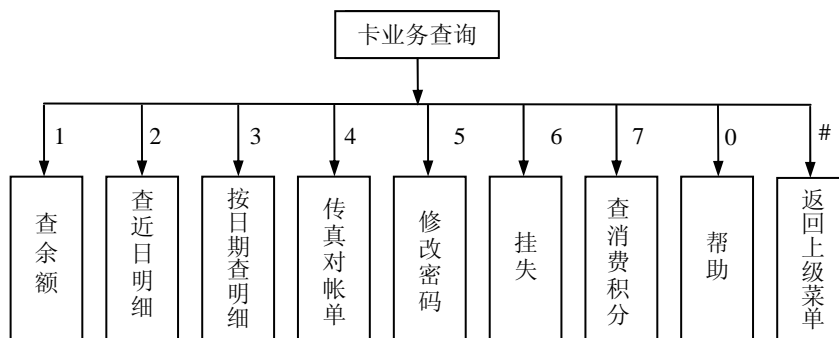 卡业务查询
1
2
3
4
5
6
7
0
#
查余额
查近日明细
按日期查明细
传真对帐单
修改密码
挂失
查消费积分
帮助
返回上级菜单